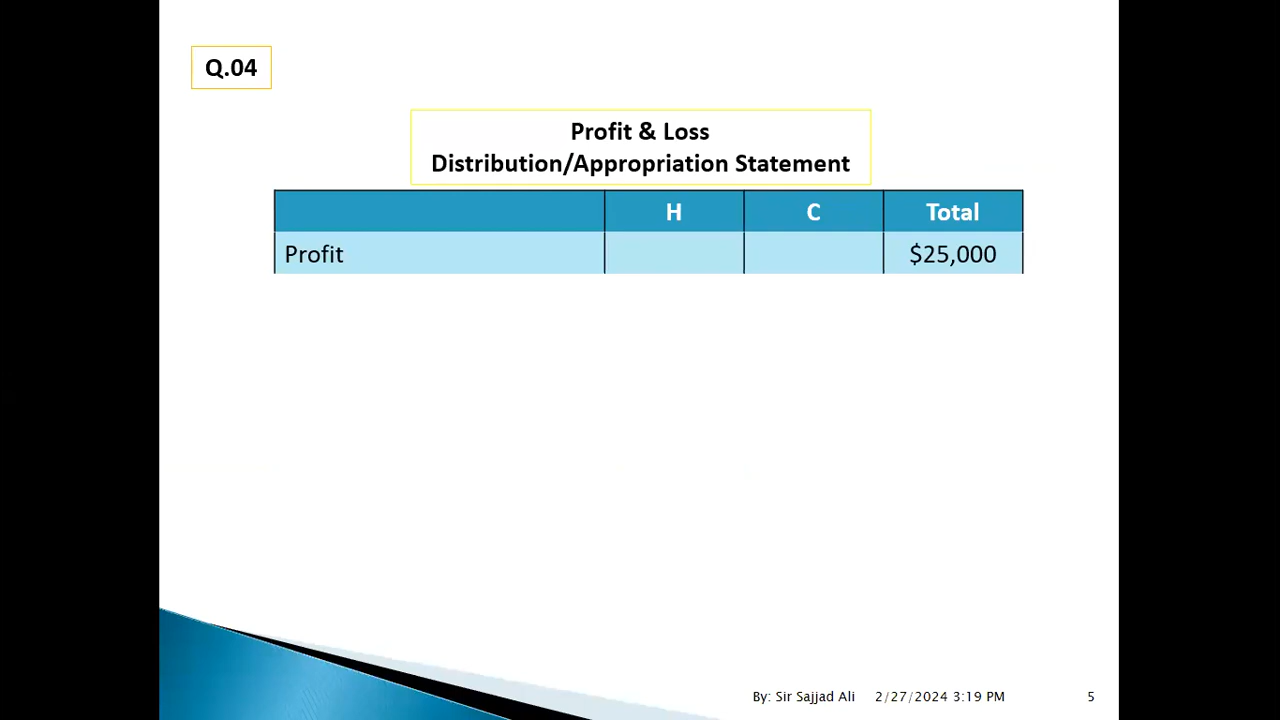 Q.04
Profit & Loss
Distribution/Appropriation Statement
H C Total
Profit $25,000
By: Sir Sajjad Ali 2/27/2024 3:19 PM 5